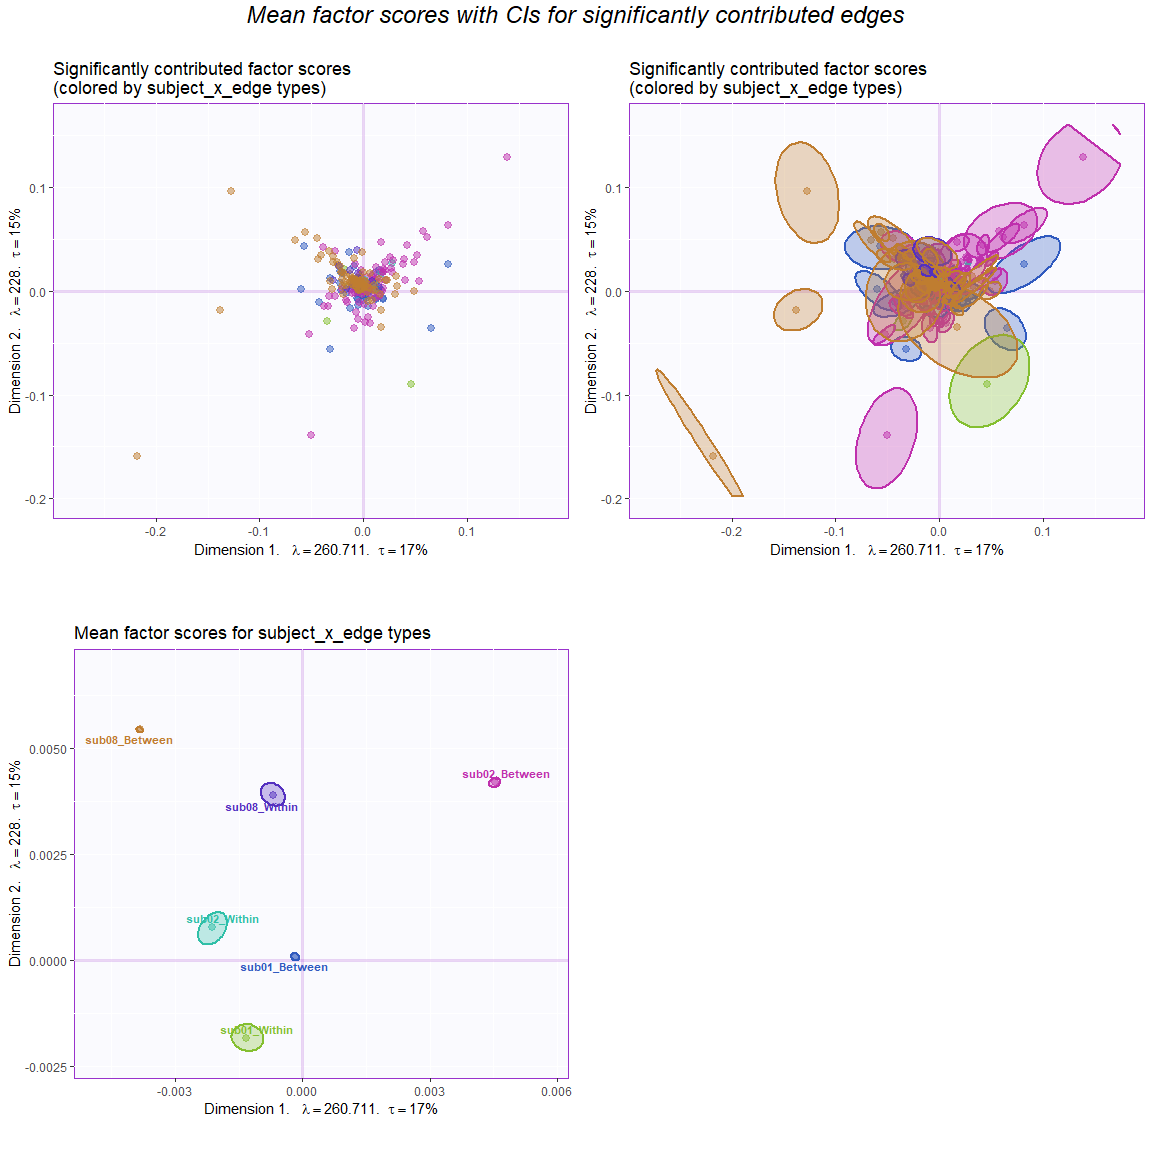 Mean factor scores with CIs for significantly contributed edges
Significantly contributed factor scores
(colored by subject_x_edge types)
Dimension 2.   λ = 228.  τ = 15%
0.1
0.0
-0.1
-0.2
-0.2
-0.1
0.0
0.1
Dimension 1.   λ = 260.711.  τ = 17%
Significantly contributed factor scores
(colored by subject_x_edge types)
Dimension 2.   λ = 228.  τ = 15%
0.1
0.0
-0.1
-0.2
-0.2
-0.1
0.0
0.1
Dimension 1.   λ = 260.711.  τ = 17%
Mean factor scores for subject_x_edge types
Dimension 2.   λ = 228.  τ = 15%
0.0050
0.0025
0.0000
-0.0025
sub08_Between
sub02_Between
sub08_Within
sub02_Within
sub01_Between
sub01_Within
-0.003
0.000
0.003
0.006
Dimension 1.   λ = 260.711.  τ = 17%